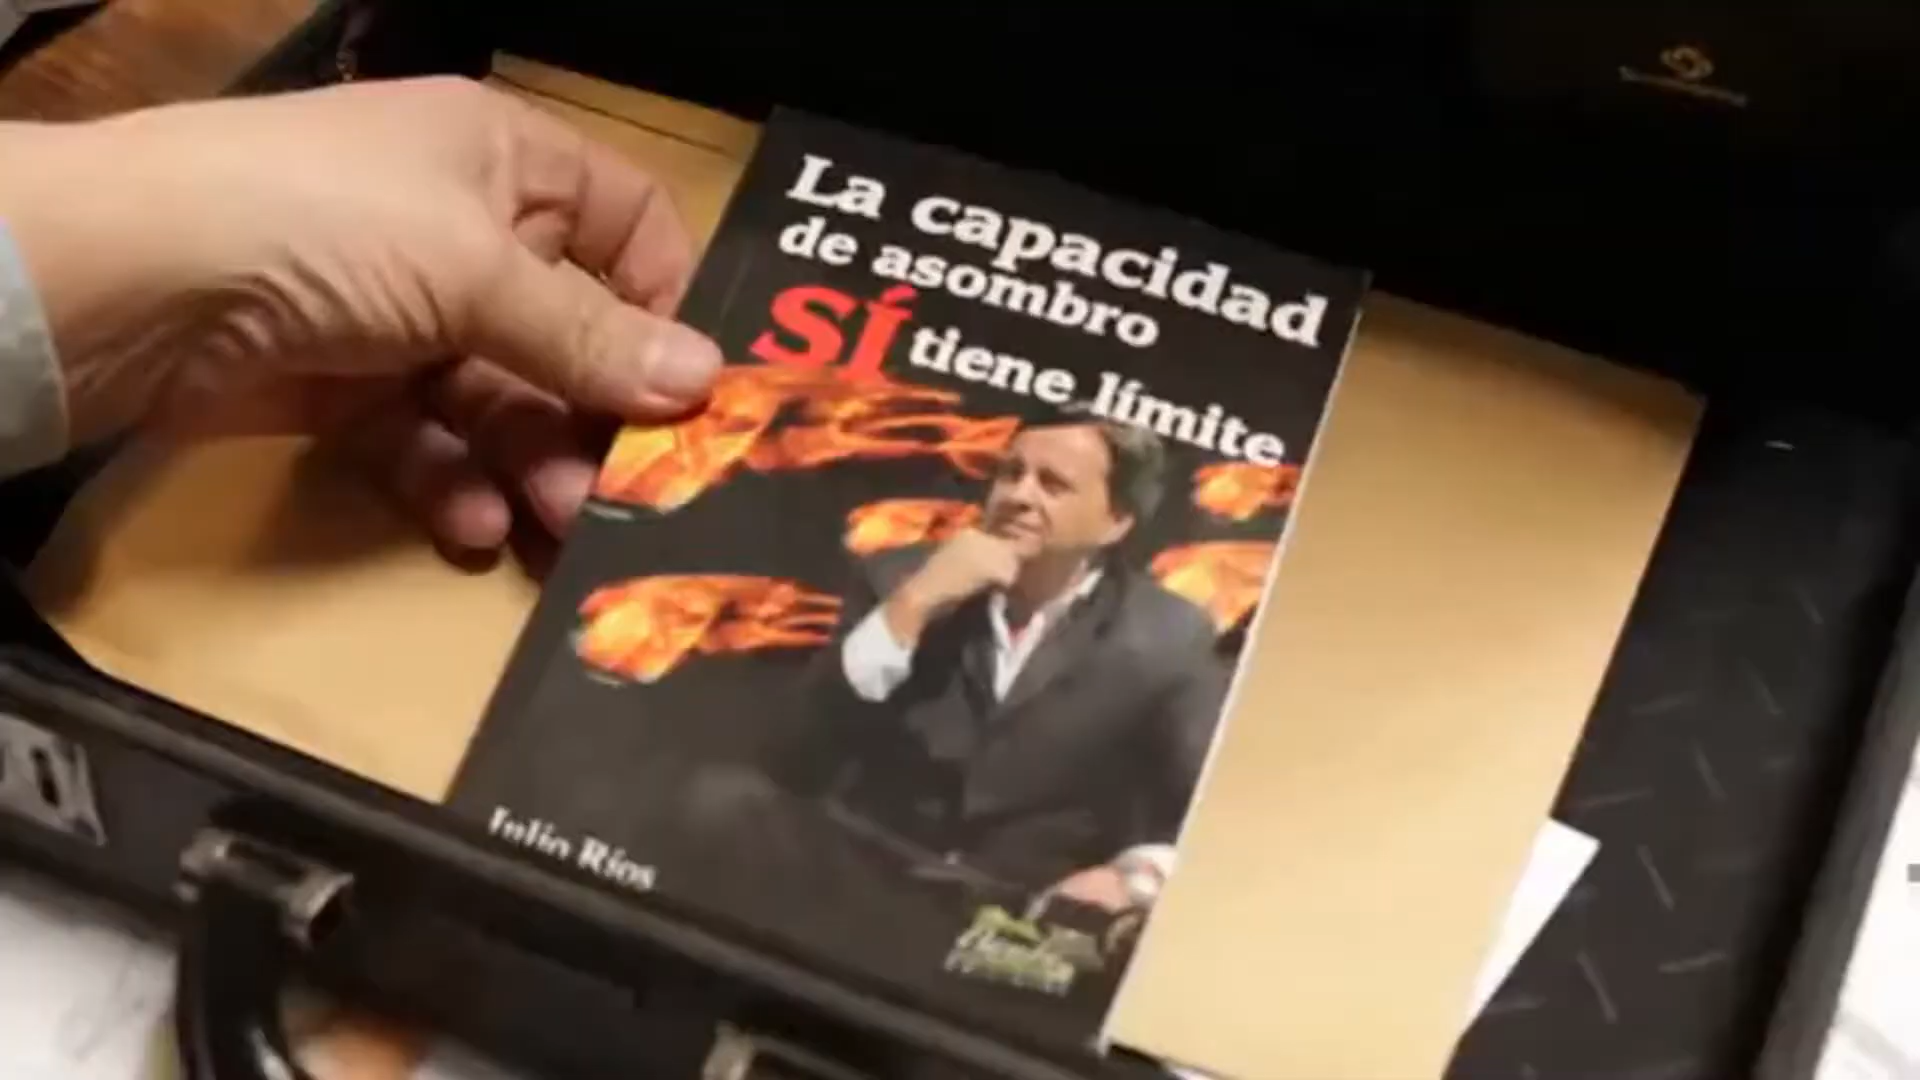 La capacidad
de asombro
SÍ tiene límite
Julio Ríos